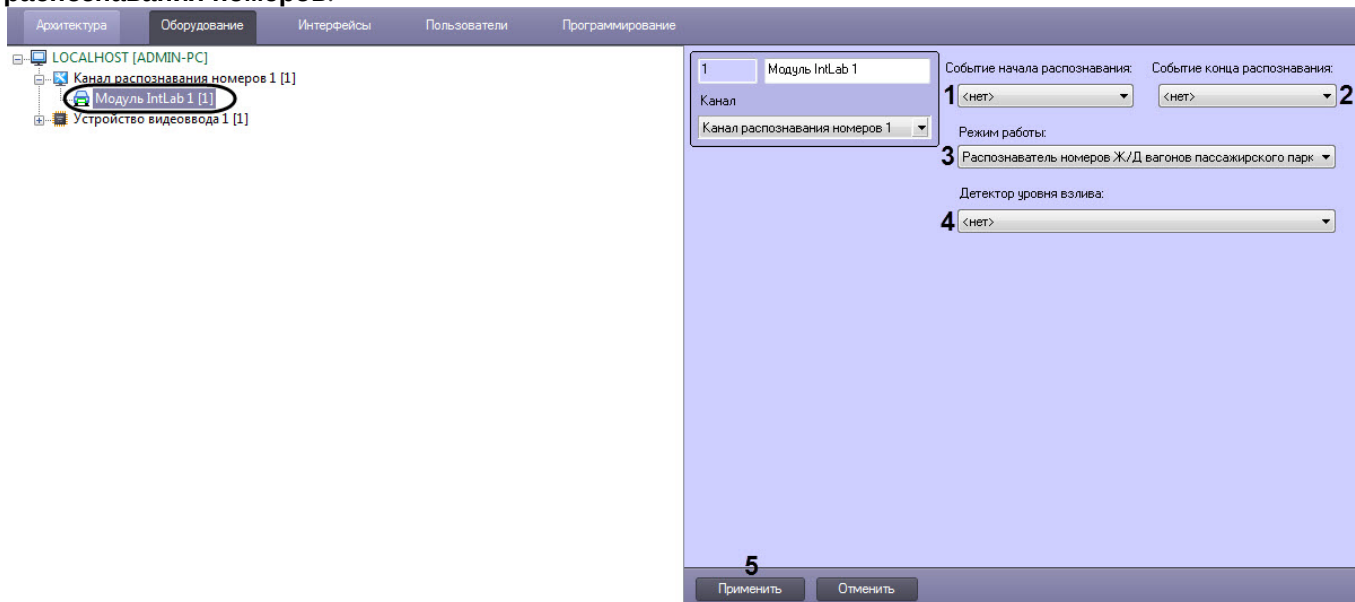 распознавания номеров.
Архитектура Оборудование Интерфейсы Пользователи Программирование
LOCALHOST [ADMIN-PC]
Канал распознавания номеров 1 [1]
Модуль IntLab 1 [1]
Устройство видеоввода 1 [1]
1 Модуль IntLab 1
Канал
Канал распознавания номеров 1
Событие начала распознавания: Событие конца распознавания:
1 <нет> <нет> 2
Режим работы:
3 Распознаватель номеров Ж/Д вагонов пассажирского парк
Детектор уровня взлива:
4 <нет>
5
Применить Отменить